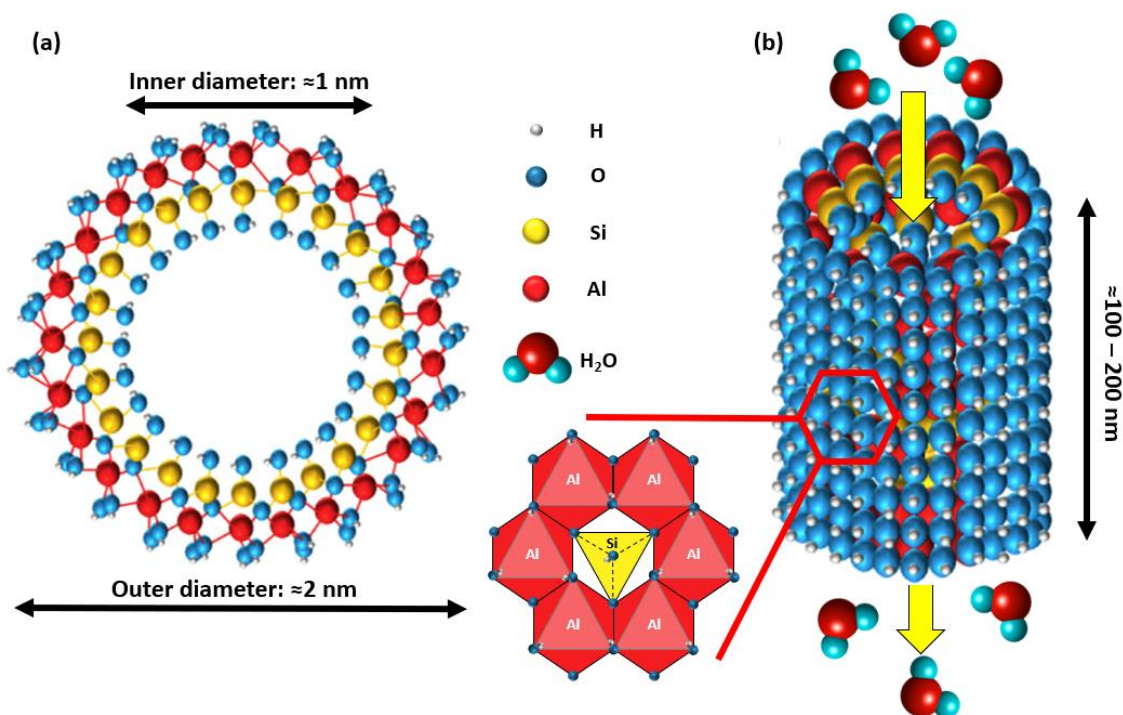 (a)
Inner diameter: ≈1 nm
Outer diameter: ≈2 nm
H
O
Si
Al
H₂O
Al
Al
Al
Si
Al
Al
Al
(b)
≈100 – 200 nm